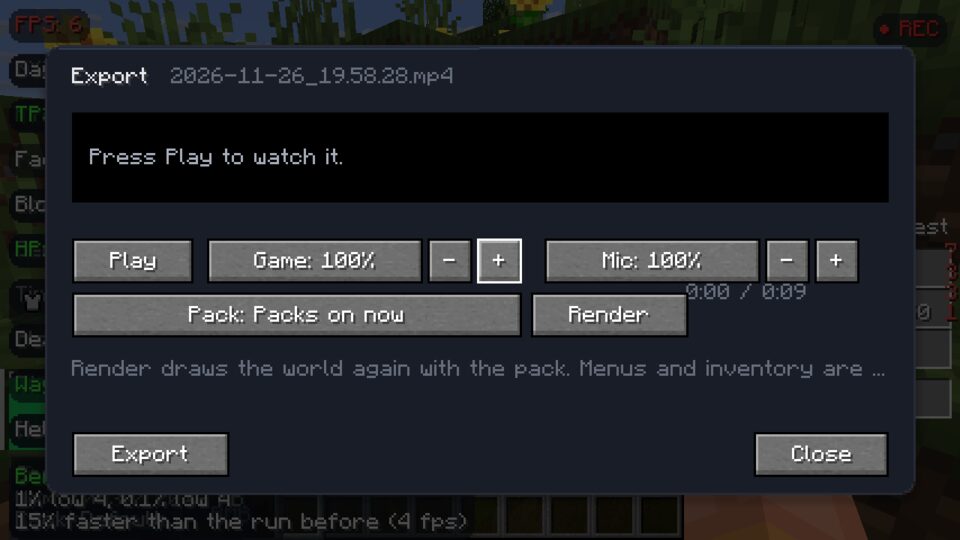 FPS: 6
REC
Export 2026-11-26_19.58.28.mp4
Press Play to watch it.
Play Game: 100% - + Mic: 100% - +
0:00 / 0:09
Pack: Packs on now Render
Render draws the world again with the pack. Menus and inventory are ...
Export Close
1% low 4, 0.1% low 4
15% faster than the run before (4 fps)